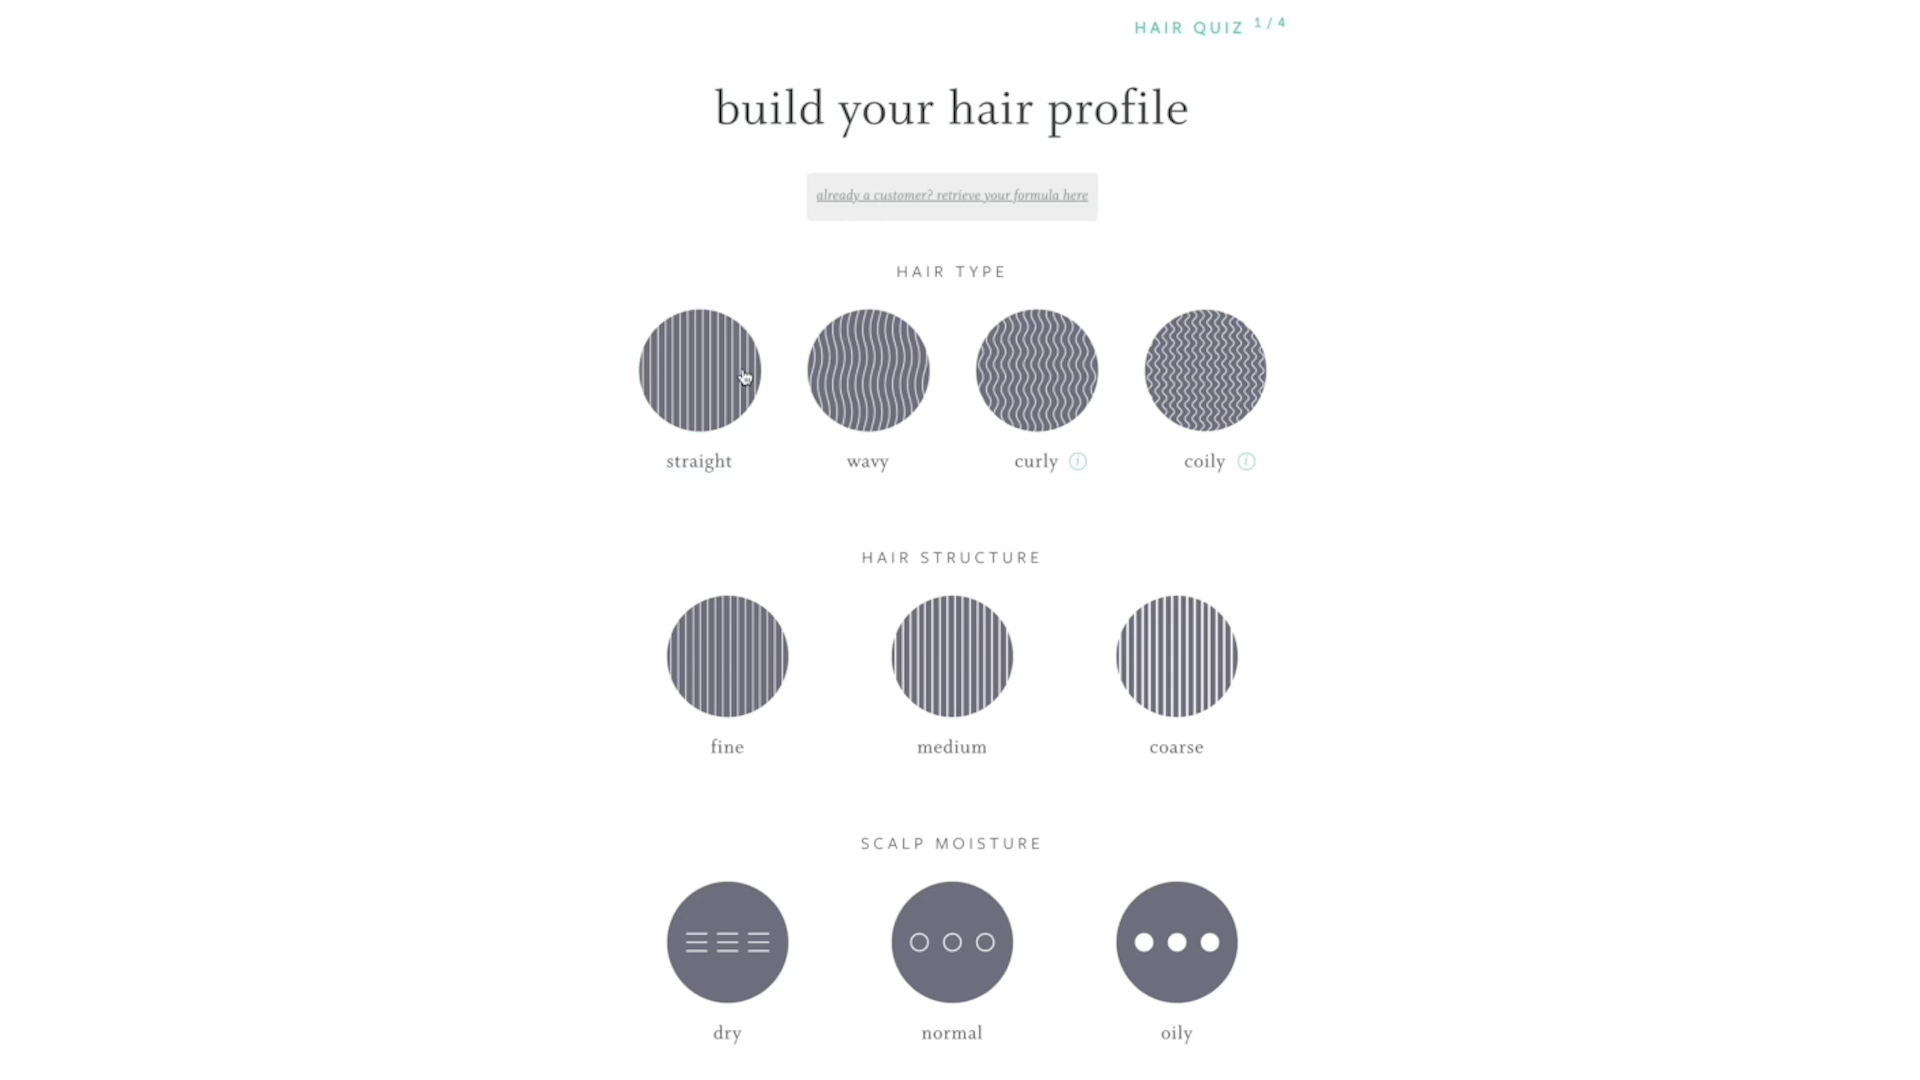 HAIR QUIZ 1/4
build your hair profile
already a customer? retrieve your formula here
HAIR TYPE
straight wavy curly i coily i
HAIR STRUCTURE
fine medium coarse
SCALP MOISTURE
dry normal oily